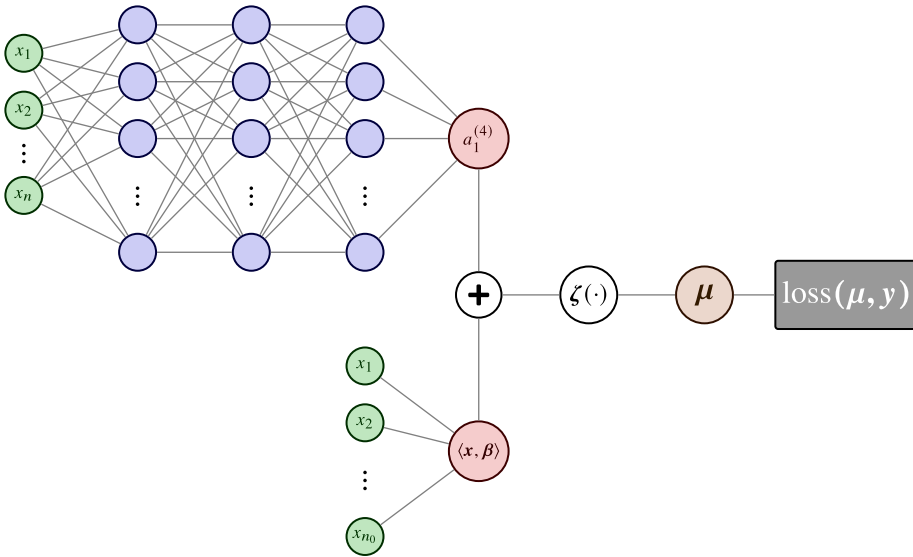 x₁
x₂
⋮
xₙ
⋮ ⋮ ⋮
a₁⁽⁴⁾
+ ζ(·) μ loss(μ, y)
x₁
x₂
⋮
xₙ₀
⟨x, β⟩